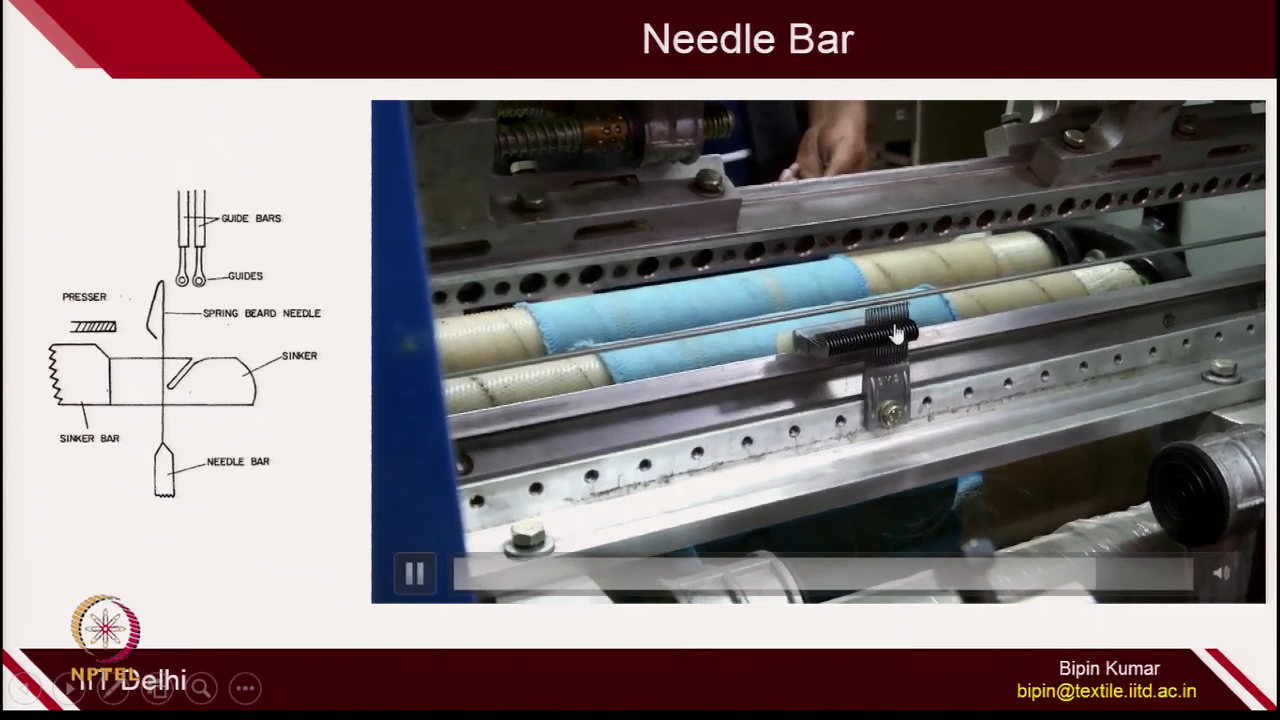 Needle Bar
GUIDE BARS
GUIDES
PRESSER
SPRING BEARD NEEDLE
SINKER
SINKER BAR
NEEDLE BAR
NPTEL
IIT Delhi
Bipin Kumar
bipin@textile.iitd.ac.in